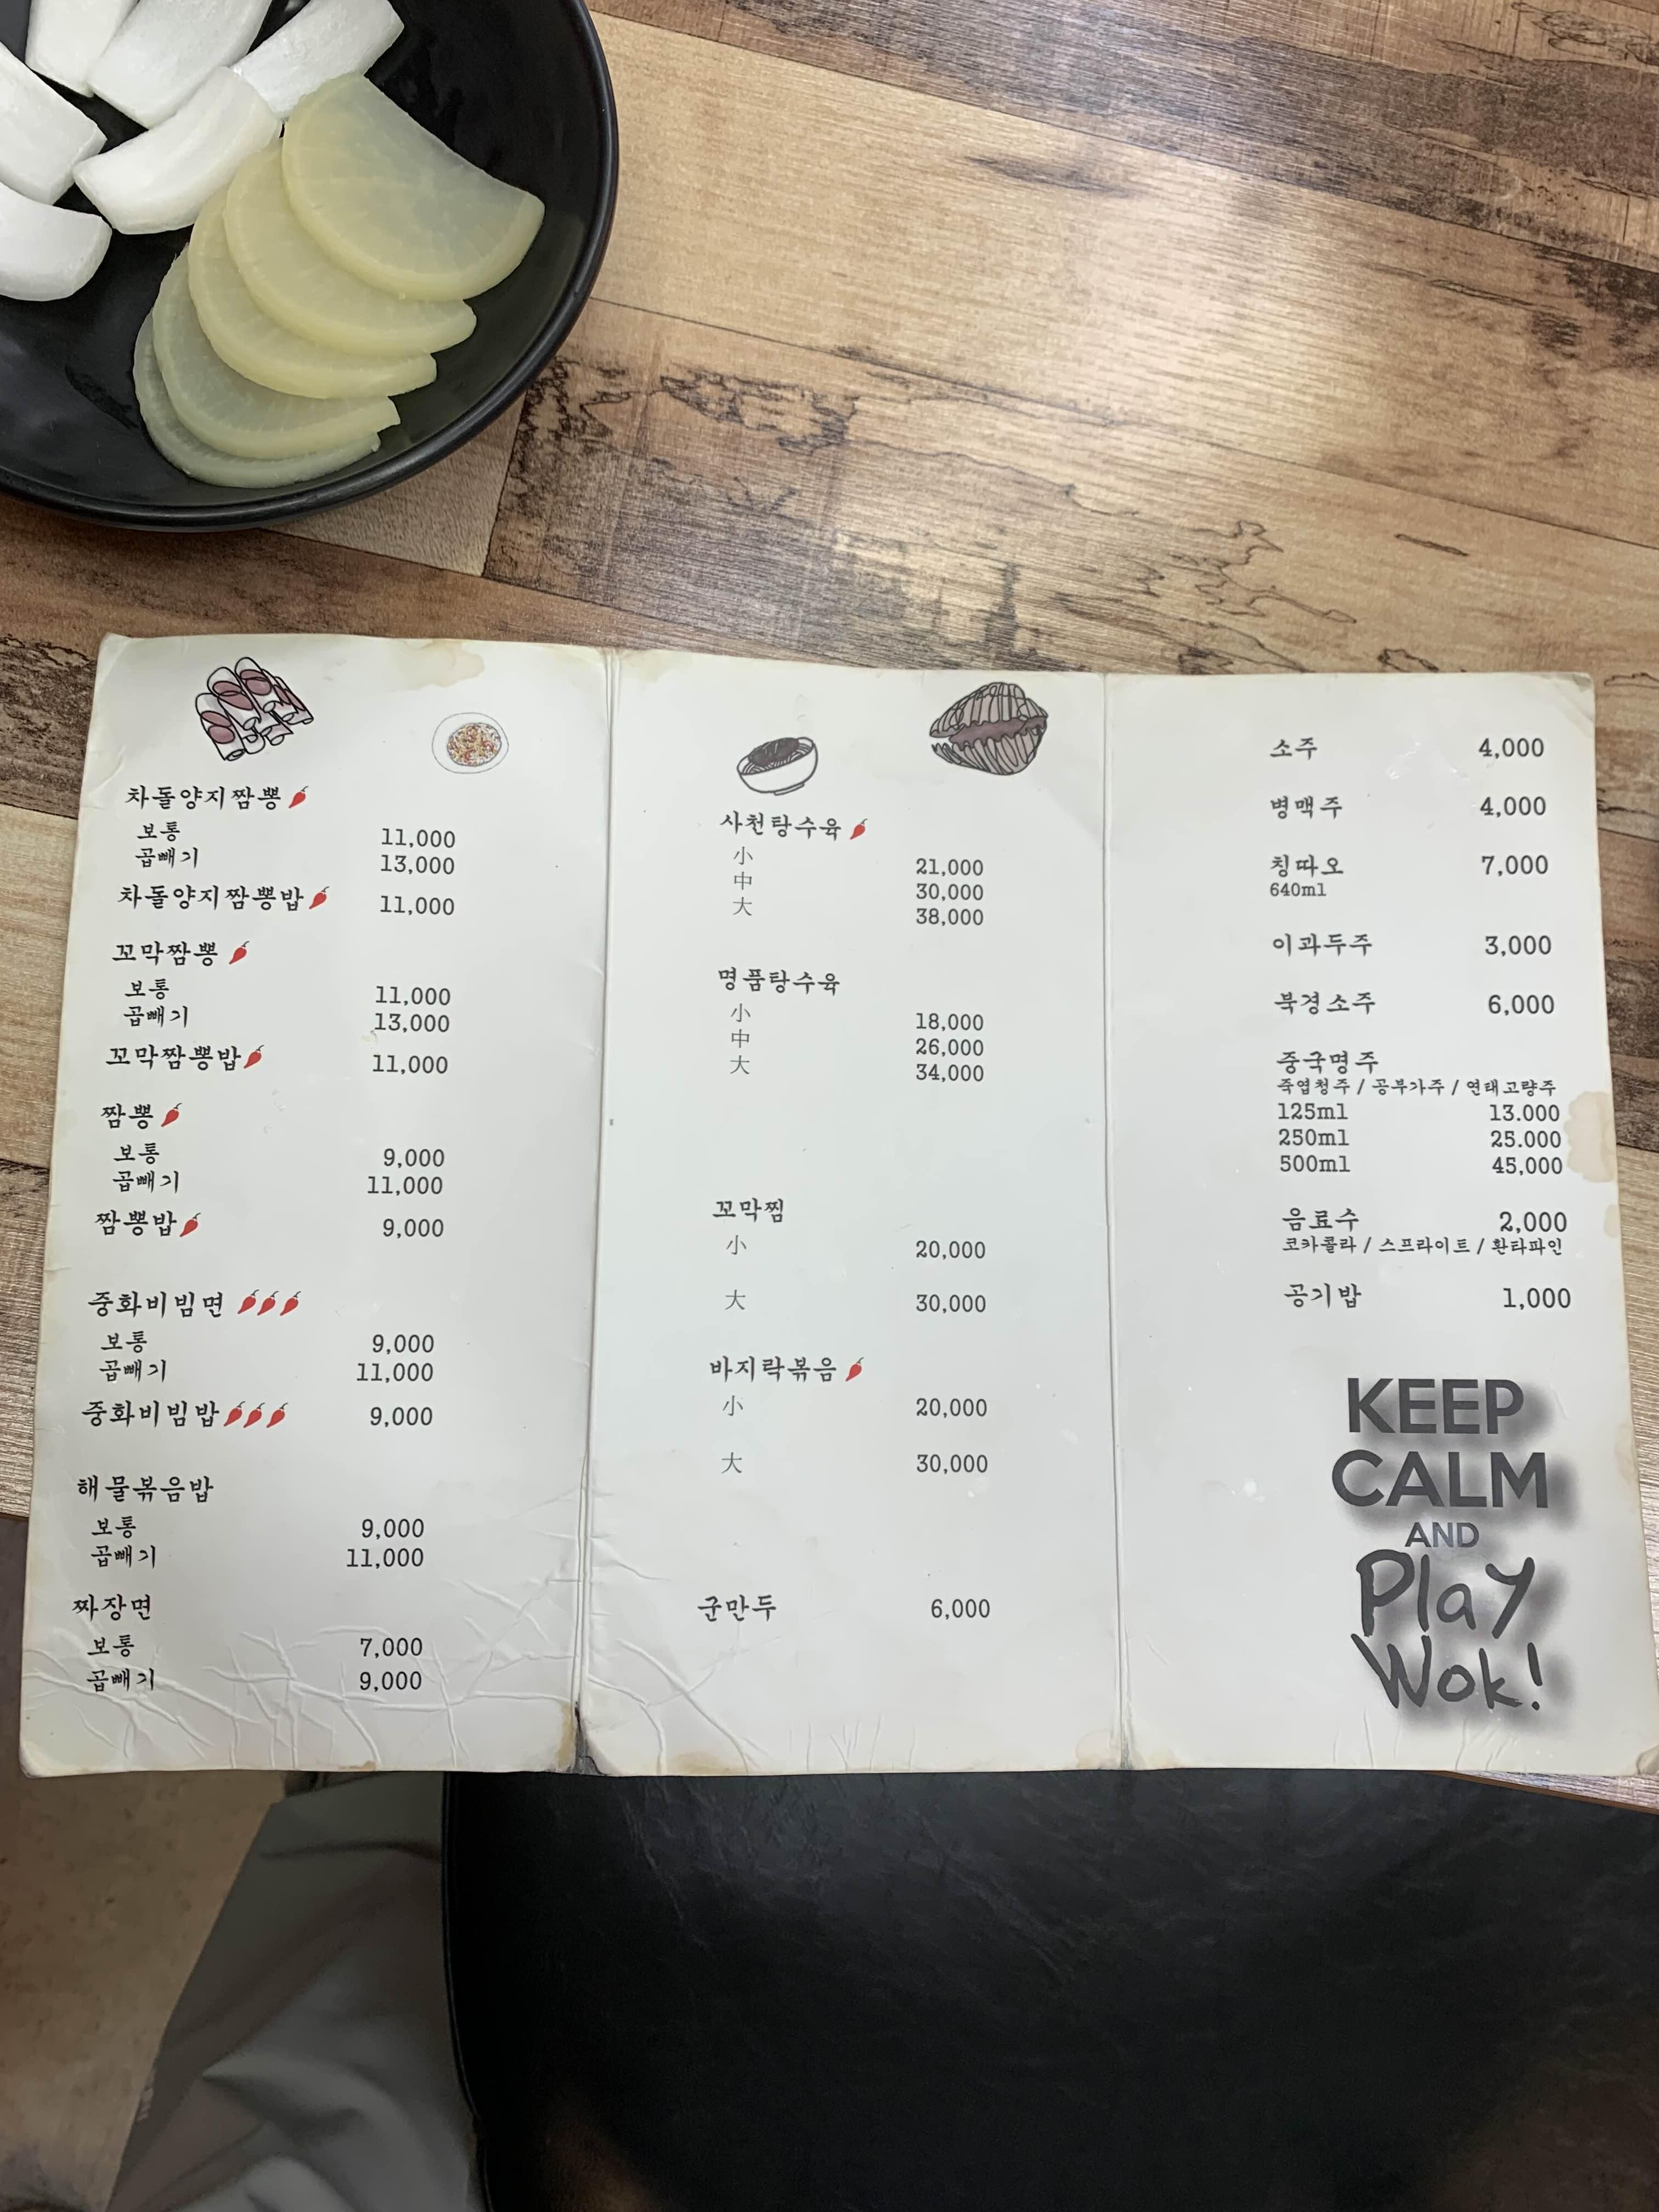 차돌양지짬뽕
보통 11,000
곱빼기 13,000
차돌양지짬뽕밥 11,000
꼬막짬뽕
보통 11,000
곱빼기 13,000
꼬막짬뽕밥 11,000
짬뽕
보통 9,000
곱빼기 11,000
짬뽕밥 9,000
중화비빔면
보통 9,000
곱빼기 11,000
중화비빔밥 9,000
해물볶음밥
보통 9,000
곱빼기 11,000
짜장면
보통 7,000
곱빼기 9,000
사천탕수육
小 21,000
中 30,000
大 38,000
명품탕수육
小 18,000
中 26,000
大 34,000
꼬막찜
小 20,000
大 30,000
바지락볶음
小 20,000
大 30,000
군만두 6,000
소주 4,000
병맥주 4,000
칭따오 7,000
640ml
이과두주 3,000
북경소주 6,000
중국명주
죽엽청주 / 공부가주 / 연태고량주
125ml 13.000
250ml 25.000
500ml 45,000
음료수 2,000
코카콜라 / 스프라이트 / 환타파인
공기밥 1,000
KEEP
CALM
AND
Play
Wok!